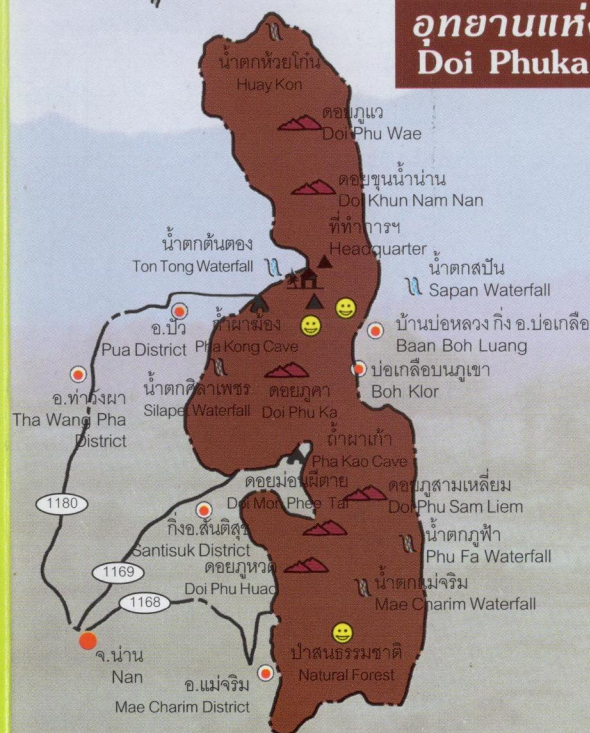 อุทยานแห่ง
Doi Phuka
น้ำตกห้วยโก๋น
Huay Kon
ดอยภูแว
Doi Phu Wae
ดอยขุนน้ำน่าน
Doi Khun Nam Nan
ที่ทำการฯ
Headquarter
น้ำตกต้นตอง
Ton Tong Waterfall
น้ำตกสปัน
Sapan Waterfall
อ.ปัว
Pua District
ถ้ำผาฆ้อง
Pha Kong Cave
บ้านบ่อหลวง กิ่ง อ.บ่อเกลือ
Baan Boh Luang
บ่อเกลือบนภูเขา
Boh Klor
อ.ท่าวังผา
Tha Wang Pha
District
น้ำตกศิลาเพชร
Silapet Waterfall
ดอยภูคา
Doi Phu Ka
ถ้ำผาเก้า
Pha Kao Cave
ดอยม่อนผีตาย
Doi Mon Phee Tai
ดอยภูสามเหลี่ยม
Doi Phu Sam Liem
1180
กิ่งอ.สันติสุข
Santisuk District
น้ำตกภูฟ้า
Phu Fa Waterfall
ดอยภูหวด
Doi Phu Huad
1169
น้ำตกแม่จริม
Mae Charim Waterfall
1168
จ.น่าน
Nan
ป่าสนธรรมชาติ
Natural Forest
อ.แม่จริม
Mae Charim District